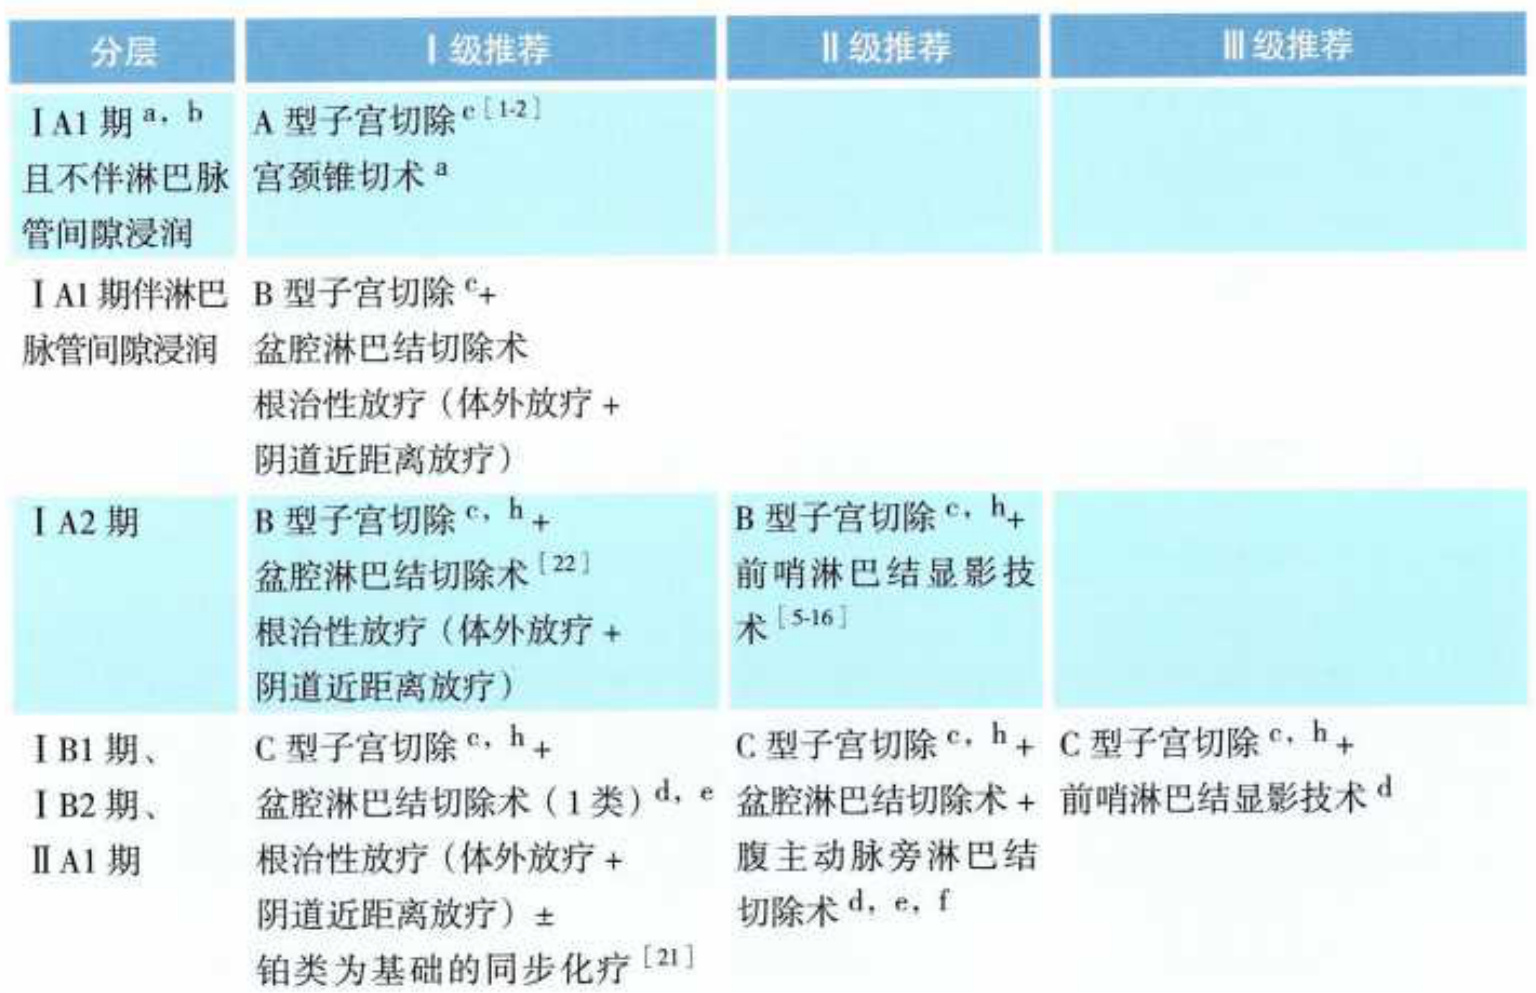 分层
Ⅰ级推荐
Ⅱ级推荐
Ⅲ级推荐
ⅠA1 期 a, b
且不伴淋巴脉
管间隙浸润
A 型子宫切除 c [1-2]
宫颈锥切术 a
ⅠA1 期伴淋巴
脉管间隙浸润
B 型子宫切除 c+
盆腔淋巴结切除术
根治性放疗（体外放疗 +
阴道近距离放疗）
ⅠA2 期
B 型子宫切除 c, h +
盆腔淋巴结切除术 [22]
根治性放疗（体外放疗 +
阴道近距离放疗）
B 型子宫切除 c, h+
前哨淋巴结显影技
术 [5-16]
ⅠB1 期、
ⅠB2 期、
ⅡA1 期
C 型子宫切除 c, h +
盆腔淋巴结切除术（1 类）d, e
根治性放疗（体外放疗 +
阴道近距离放疗）±
铂类为基础的同步化疗 [21]
C 型子宫切除 c, h +
盆腔淋巴结切除术 +
腹主动脉旁淋巴结
切除术 d, e, f
C 型子宫切除 c, h +
前哨淋巴结显影技术 d